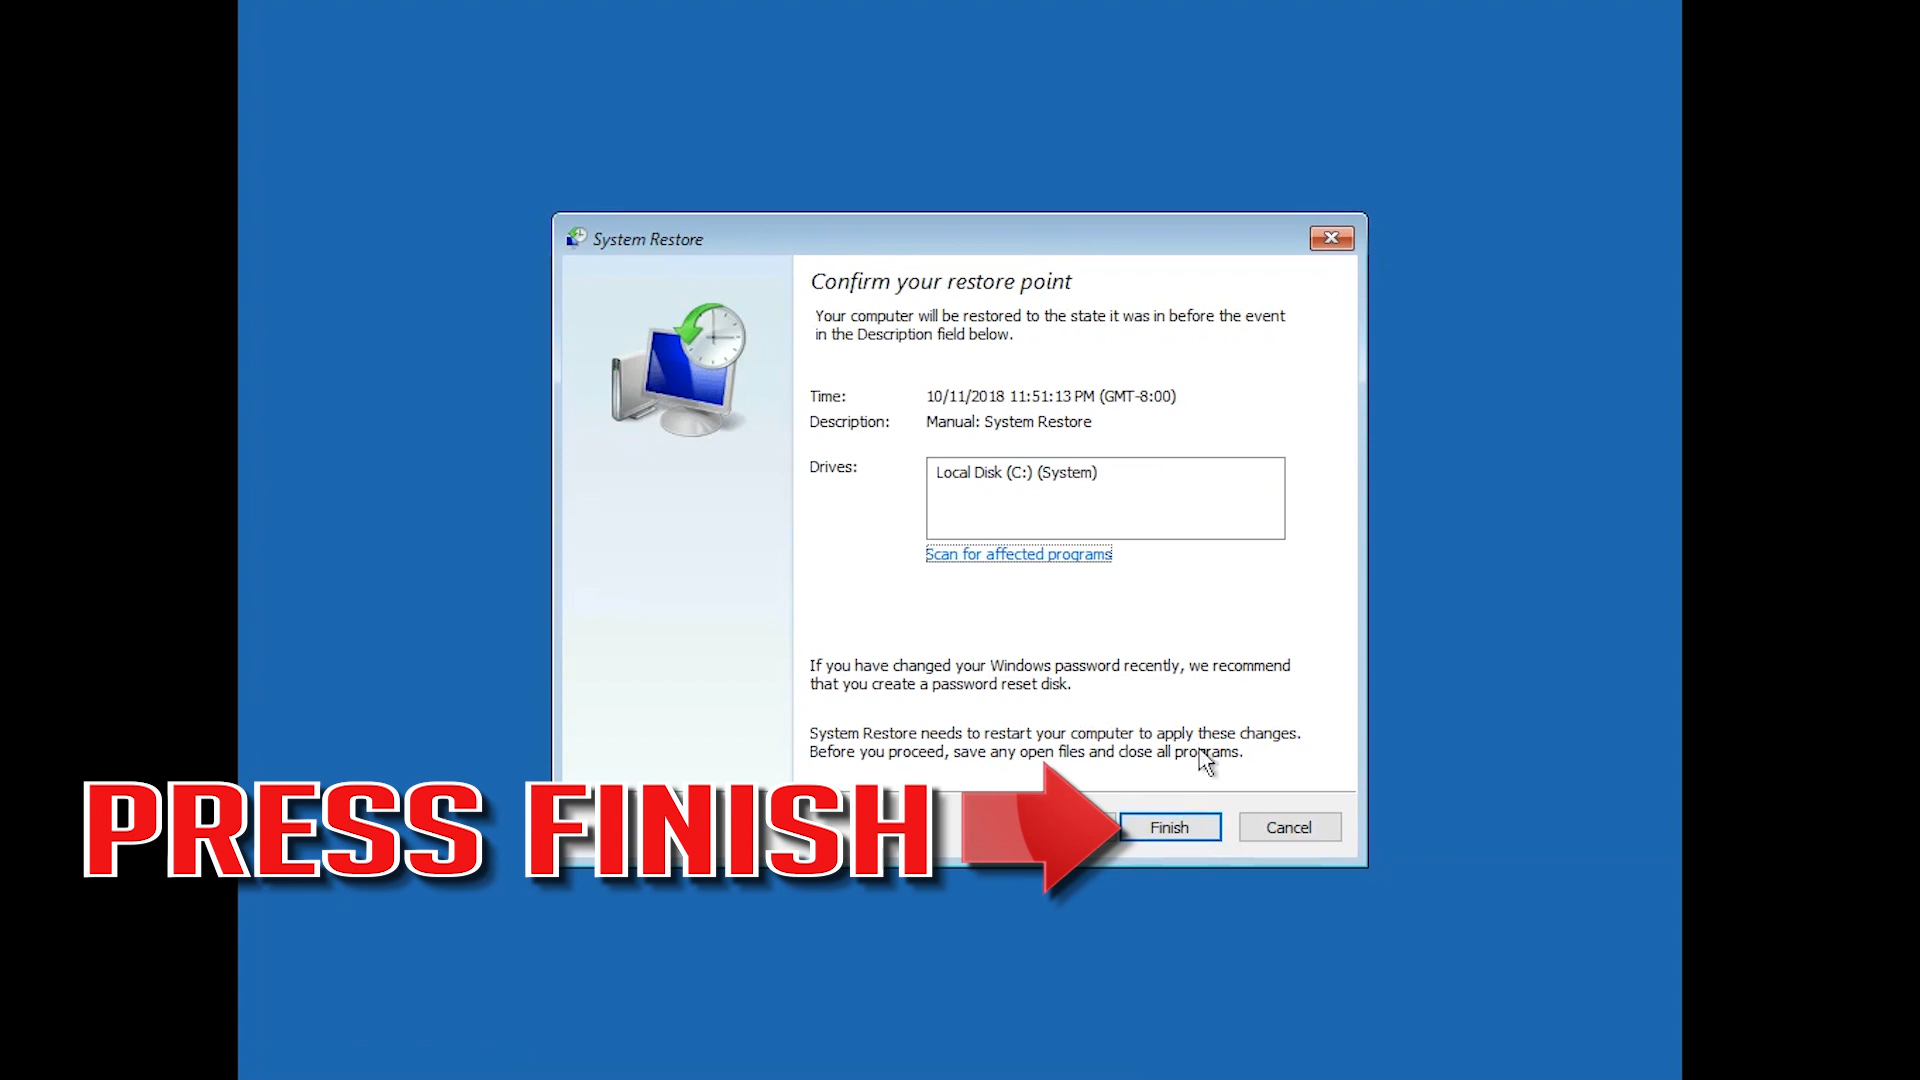 System Restore
Confirm your restore point
Your computer will be restored to the state it was in before the event
in the Description field below.
Time: 10/11/2018 11:51:13 PM (GMT-8:00)
Description: Manual: System Restore
Drives: Local Disk (C:) (System)
Scan for affected programs
If you have changed your Windows password recently, we recommend
that you create a password reset disk.
System Restore needs to restart your computer to apply these changes.
Before you proceed, save any open files and close all programs.
PRESS FINISH
Finish Cancel